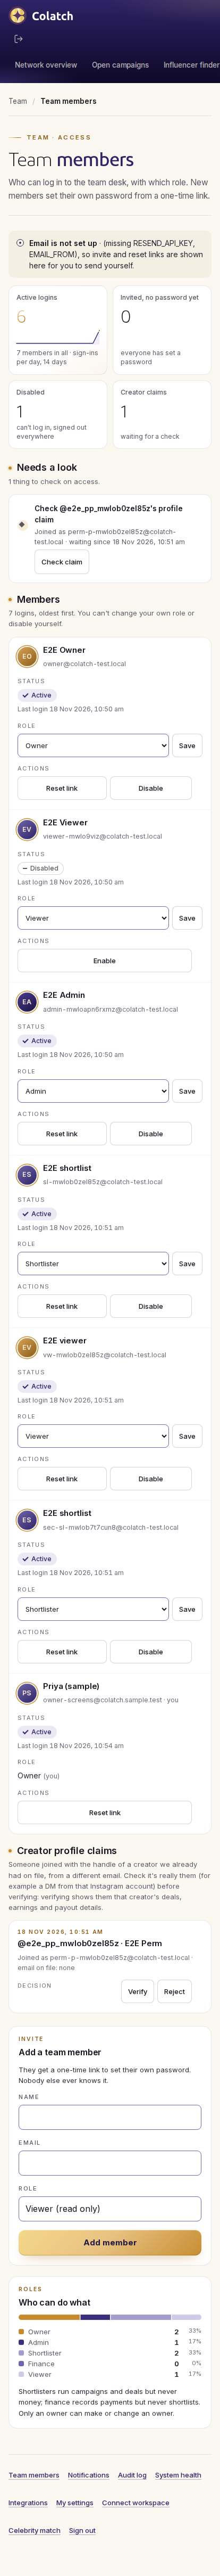 Colatch
Network overview Open campaigns Influencer finder
Team / Team members
TEAM · ACCESS
Team members
Who can log in to the team desk, with which role. New
members set their own password from a one-time link.
Email is not set up · (missing RESEND_API_KEY,
EMAIL_FROM), so invite and reset links are shown
here for you to send yourself.
Active logins
6
7 members in all · sign-ins
per day, 14 days
Invited, no password yet
0
everyone has set a
password
Disabled
1
can't log in, signed out
everywhere
Creator claims
1
waiting for a check
Needs a look
1 thing to check on access.
Check @e2e_pp_mwlob0zel85z's profile
claim
Joined as perm-p-mwlob0zel85z@colatch-
test.local · waiting since 18 Nov 2026, 10:51 am
Check claim
Members
7 logins, oldest first. You can't change your own role or
disable yourself.
EO
E2E Owner
owner@colatch-test.local
STATUS
Active
Last login 18 Nov 2026, 10:50 am
ROLE
Owner Save
ACTIONS
Reset link Disable
EV
E2E Viewer
viewer-mwlo9viz@colatch-test.local
STATUS
Disabled
Last login 18 Nov 2026, 10:50 am
ROLE
Viewer Save
ACTIONS
Enable
EA
E2E Admin
admin-mwloapn6rxmz@colatch-test.local
STATUS
Active
Last login 18 Nov 2026, 10:50 am
ROLE
Admin Save
ACTIONS
Reset link Disable
ES
E2E shortlist
sl-mwlob0zel85z@colatch-test.local
STATUS
Active
Last login 18 Nov 2026, 10:51 am
ROLE
Shortlister Save
ACTIONS
Reset link Disable
EV
E2E viewer
vw-mwlob0zel85z@colatch-test.local
STATUS
Active
Last login 18 Nov 2026, 10:51 am
ROLE
Viewer Save
ACTIONS
Reset link Disable
ES
E2E shortlist
sec-sl-mwlob7t7cun8@colatch-test.local
STATUS
Active
Last login 18 Nov 2026, 10:51 am
ROLE
Shortlister Save
ACTIONS
Reset link Disable
PS
Priya (sample)
owner-screens@colatch.sample.test · you
STATUS
Active
Last login 18 Nov 2026, 10:54 am
ROLE
Owner (you)
ACTIONS
Reset link
Creator profile claims
Someone joined with the handle of a creator we already
had on file, from a different email. Check it's really them (for
example a DM from that Instagram account) before
verifying: verifying shows them that creator's deals,
earnings and payout details.
18 NOV 2026, 10:51 AM
@e2e_pp_mwlob0zel85z · E2E Perm
Joined as perm-p-mwlob0zel85z@colatch-test.local ·
email on file: none
DECISION
Verify Reject
INVITE
Add a team member
They get a one-time link to set their own password.
Nobody else ever knows it.
NAME
EMAIL
ROLE
Viewer (read only)
Add member
ROLES
Who can do what
Owner 2 33%
Admin 1 17%
Shortlister 2 33%
Finance 0 0%
Viewer 1 17%
Shortlisters run campaigns and deals but never
money; finance records payments but never shortlists.
Only an owner can make or change an owner.
Team members Notifications Audit log System health
Integrations My settings Connect workspace
Celebrity match Sign out